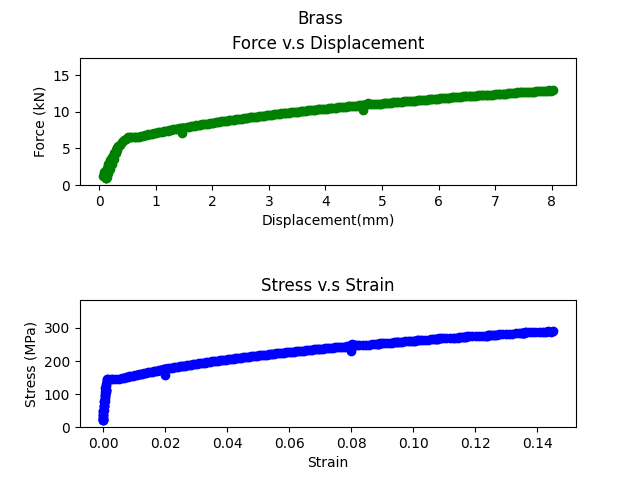 Brass
Force v.s Displacement
Force (kN)
15
10
5
0
0 1 2 3 4 5 6 7 8
Displacement(mm)
Stress v.s Strain
Stress (MPa)
300
200
100
0
0.00 0.02 0.04 0.06 0.08 0.10 0.12 0.14
Strain